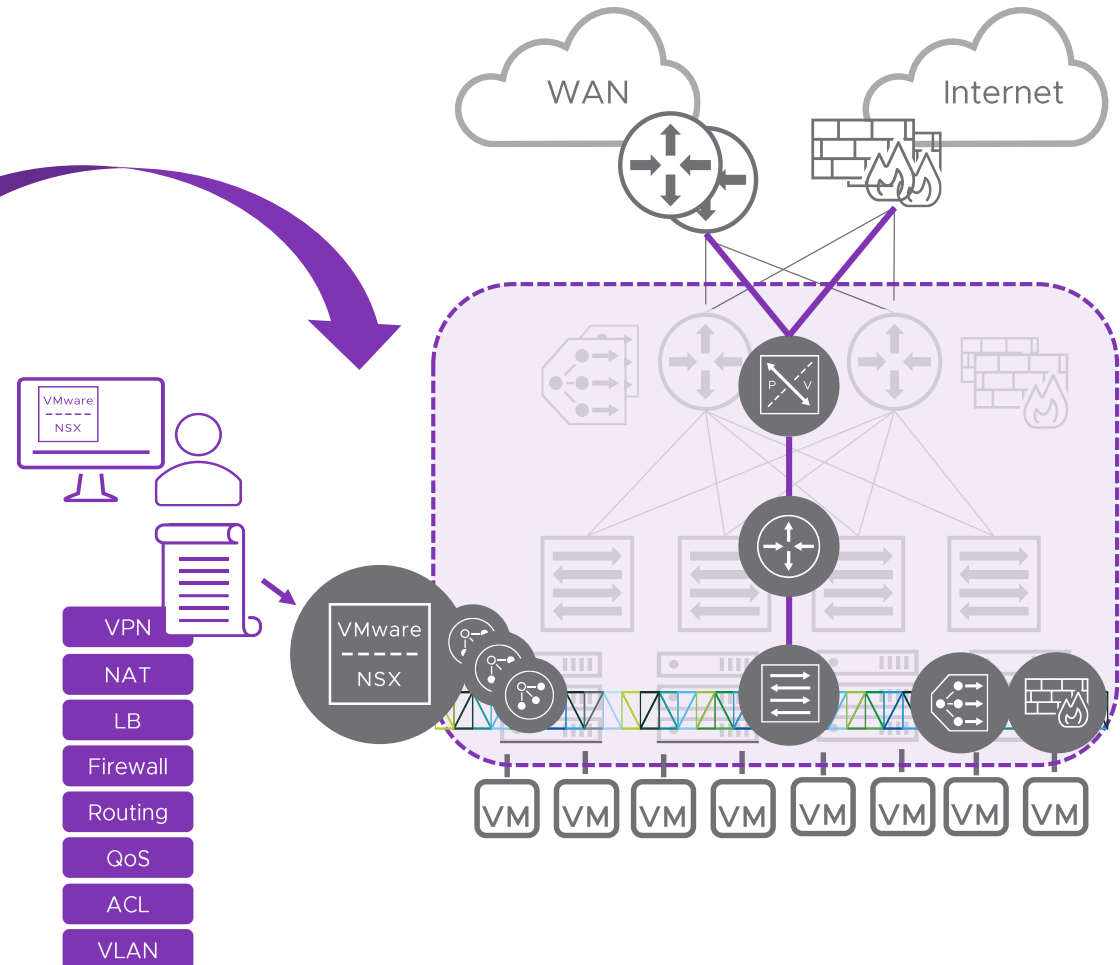 WAN
Internet
P
V
VMware
NSX
VMware
NSX
VPN
NAT
LB
Firewall
Routing
QoS
ACL
VLAN
VM
VM
VM
VM
VM
VM
VM
VM